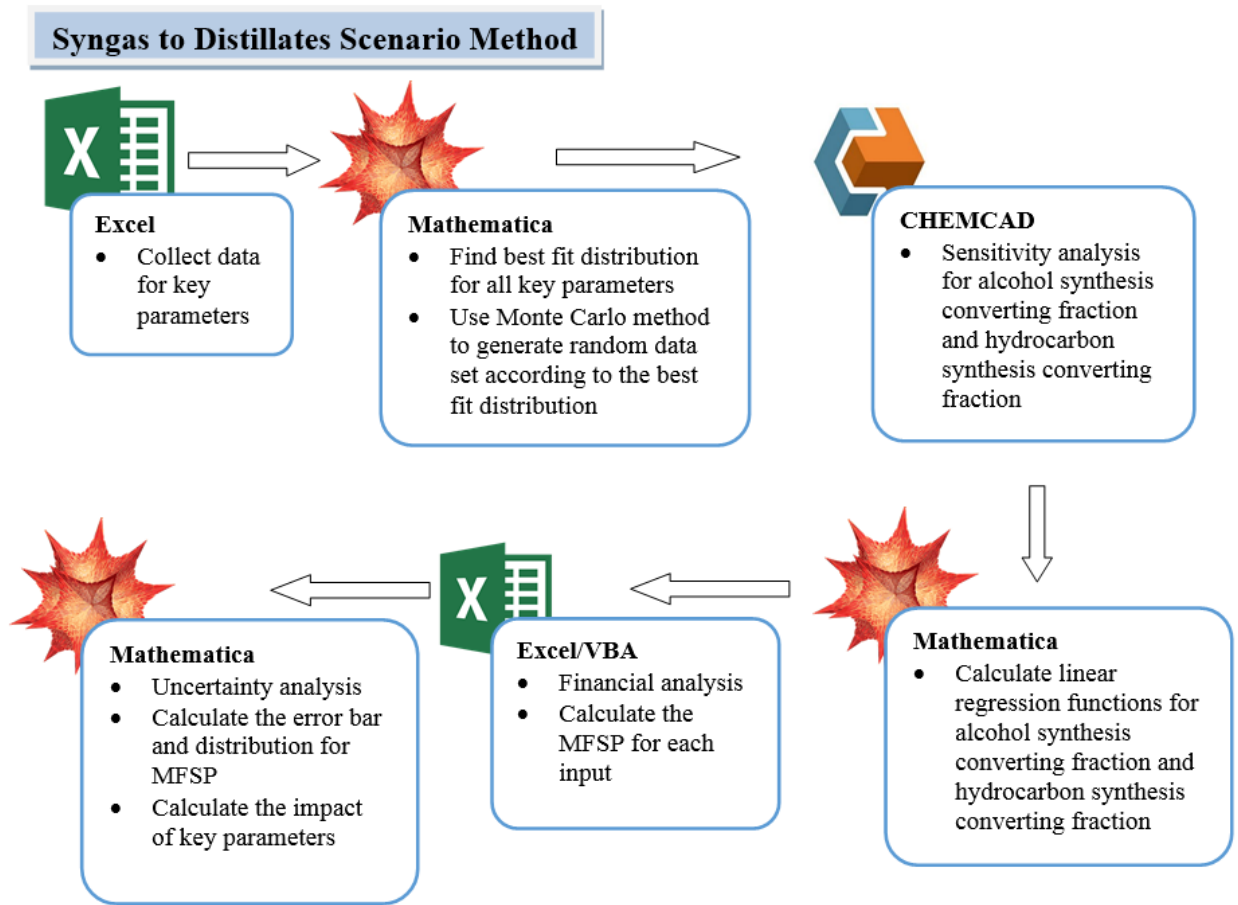 Syngas to Distillates Scenario Method
X
Excel
• Collect data
for key
parameters
Mathematica
• Find best fit distribution
for all key parameters
• Use Monte Carlo method
to generate random data
set according to the best
fit distribution
CHEMCAD
• Sensitivity analysis
for alcohol synthesis
converting fraction
and hydrocarbon
synthesis converting
fraction
Mathematica
• Calculate linear
regression functions for
alcohol synthesis
converting fraction and
hydrocarbon synthesis
converting fraction
X
Excel/VBA
• Financial analysis
• Calculate the
MFSP for each
input
Mathematica
• Uncertainty analysis
• Calculate the error bar
and distribution for
MFSP
• Calculate the impact
of key parameters